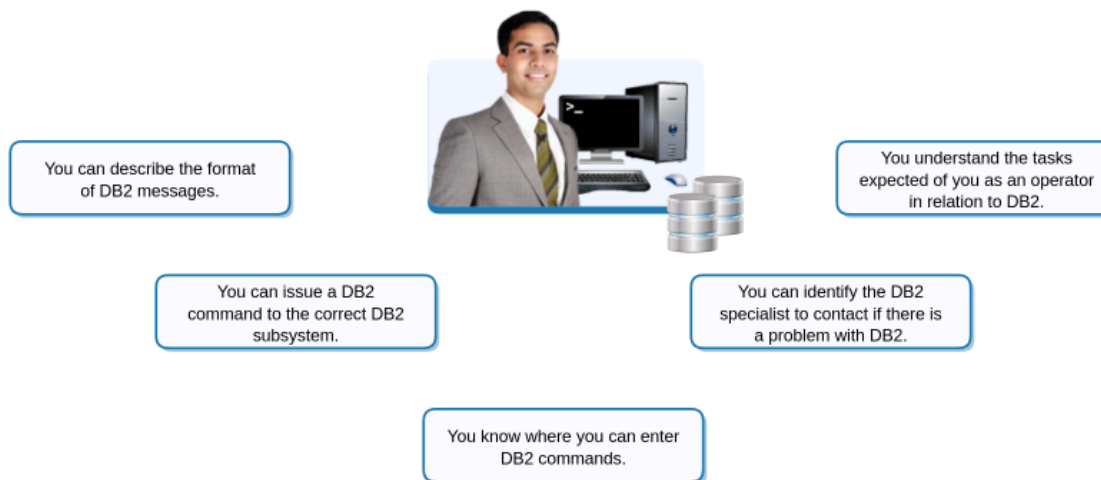 >_
You can describe the format
of DB2 messages.
You understand the tasks
expected of you as an operator
in relation to DB2.
You can issue a DB2
command to the correct DB2
subsystem.
You can identify the DB2
specialist to contact if there is
a problem with DB2.
You know where you can enter
DB2 commands.